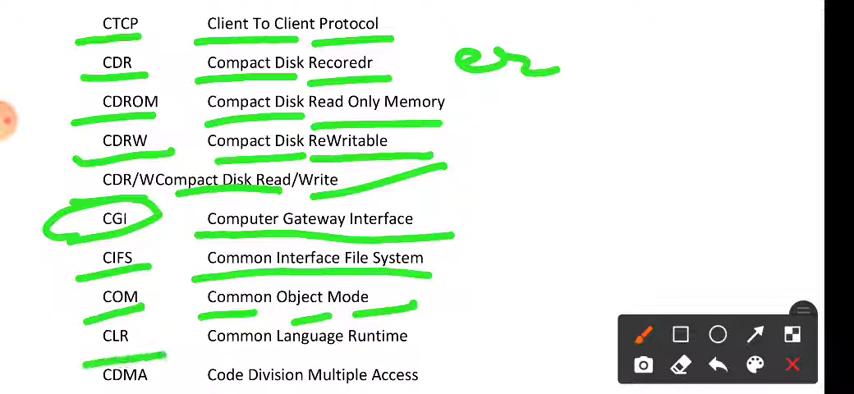 CTCP Client To Client Protocol
CDR Compact Disk Recoredr er
CDROM Compact Disk Read Only Memory
CDRW Compact Disk ReWritable
CDR/WCompact Disk Read/Write
CGI Computer Gateway Interface
CIFS Common Interface File System
COM Common Object Mode
CLR Common Language Runtime
CDMA Code Division Multiple Access